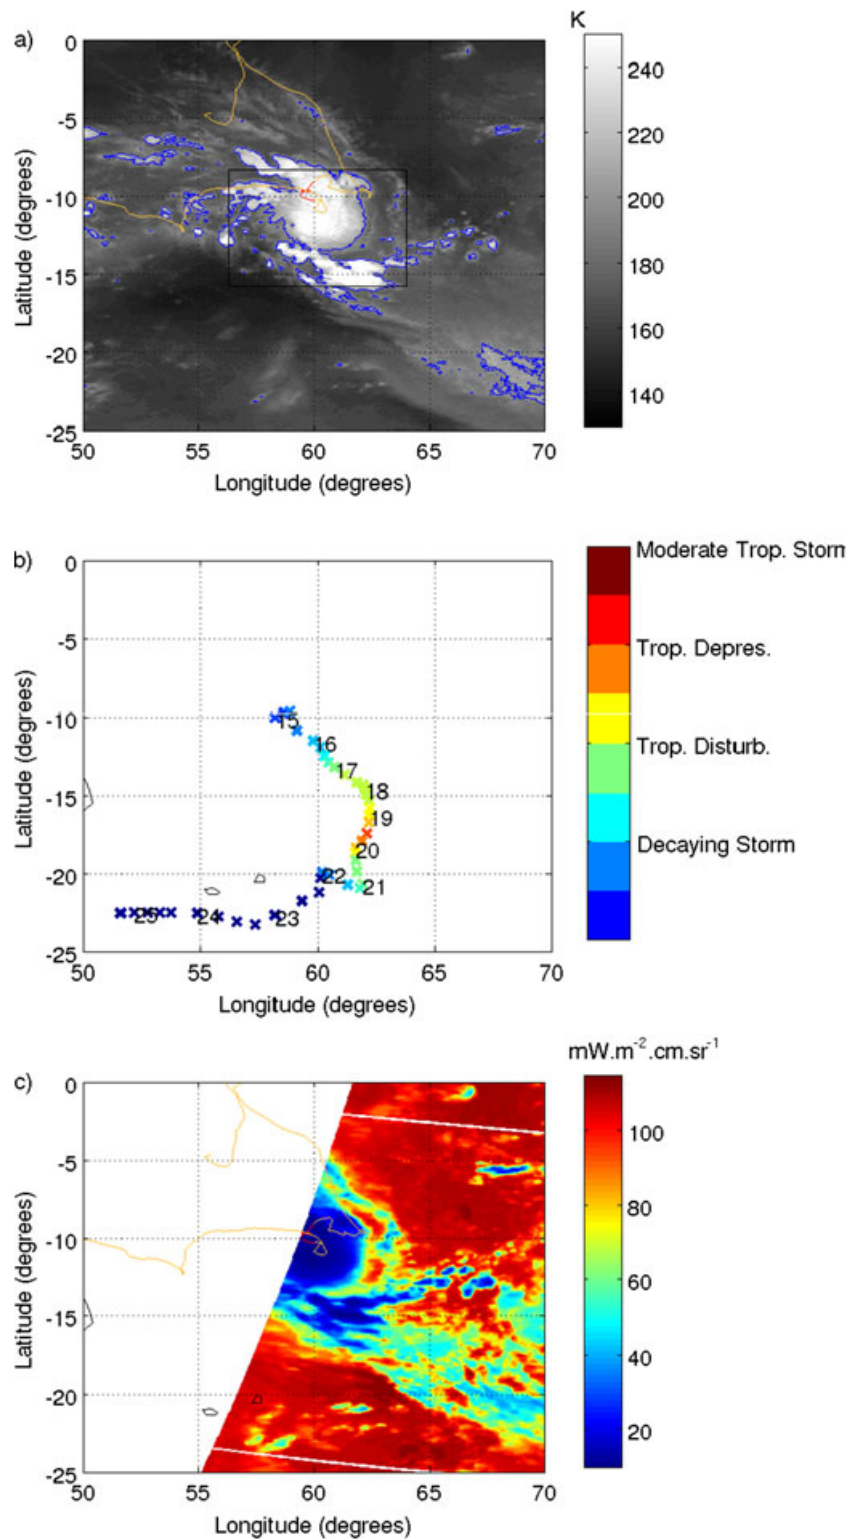 a)
K
0
-5
-10
-15
-20
-25
Latitude (degrees)
50 55 60 65 70
Longitude (degrees)
240
220
200
180
160
140
b)
0
-5
-10
-15
-20
-25
Latitude (degrees)
15
16
17
18
19
20
21
22
23
24
25
50 55 60 65 70
Longitude (degrees)
Moderate Trop. Storm
Trop. Depres.
Trop. Disturb.
Decaying Storm
c)
mW.m⁻².cm.sr⁻¹
0
-5
-10
-15
-20
-25
Latitude (degrees)
50 55 60 65 70
Longitude (degrees)
100
80
60
40
20